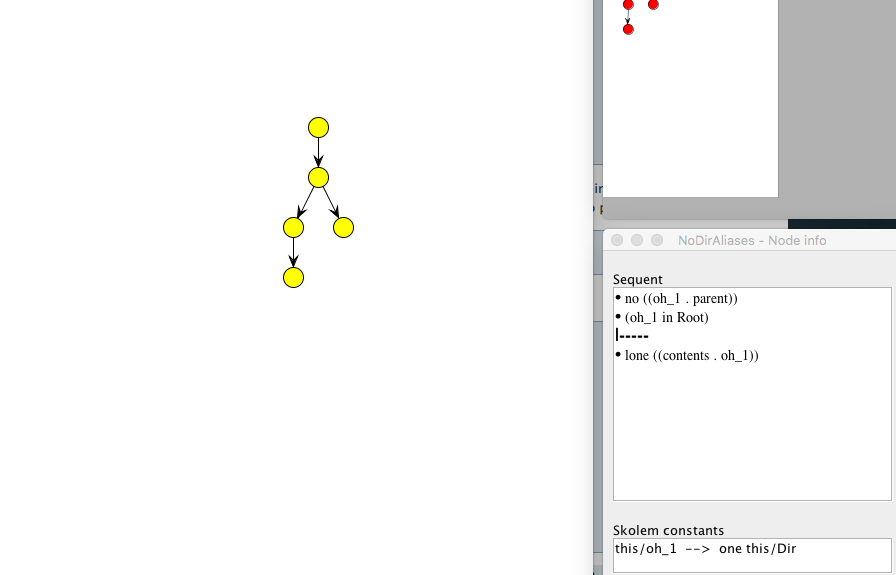 NoDirAliases - Node info
Sequent
• no ((oh_1 . parent))
• (oh_1 in Root)
|-----
• lone ((contents . oh_1))
Skolem constants
this/oh_1 --> one this/Dir